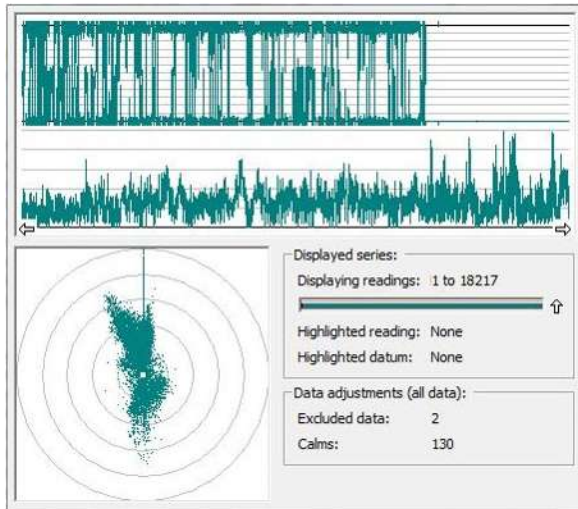 Displayed series:
Displaying readings: 1 to 18217
Highlighted reading: None
Highlighted datum: None
Data adjustments (all data):
Excluded data: 2
Calms: 130